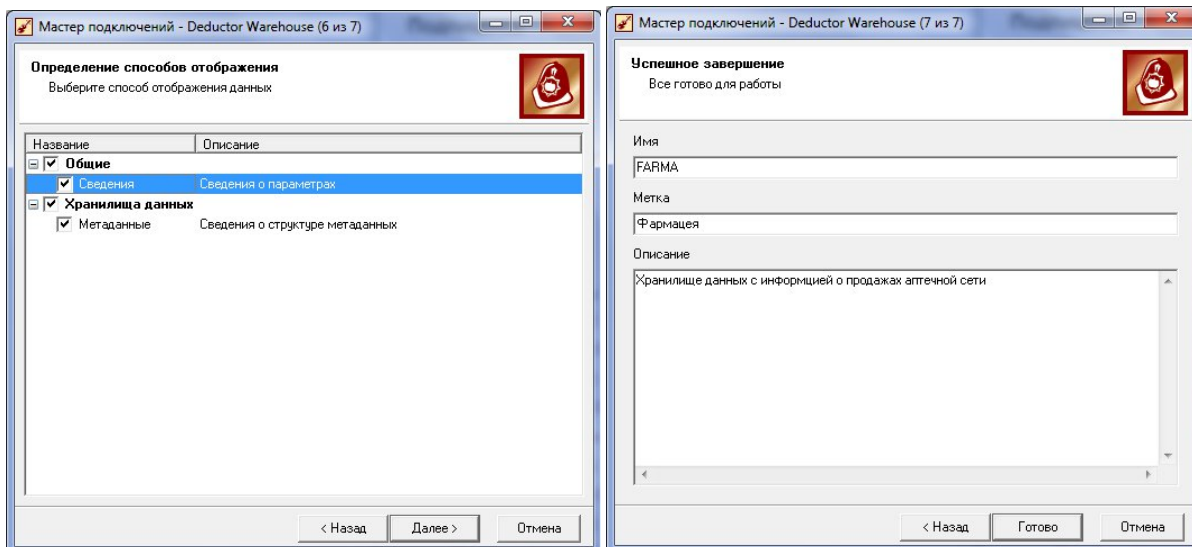 Мастер подключений - Deductor Warehouse (6 из 7)
Определение способов отображения
Выберите способ отображения данных
Название Описание
Общие
Сведения Сведения о параметрах
Хранилища данных
Метаданные Сведения о структуре метаданных
< Назад Далее > Отмена
Мастер подключений - Deductor Warehouse (7 из 7)
Успешное завершение
Все готово для работы
Имя
FARMA
Метка
Фармацея
Описание
Хранилище данных с информцией о продажах аптечной сети
< Назад Готово Отмена